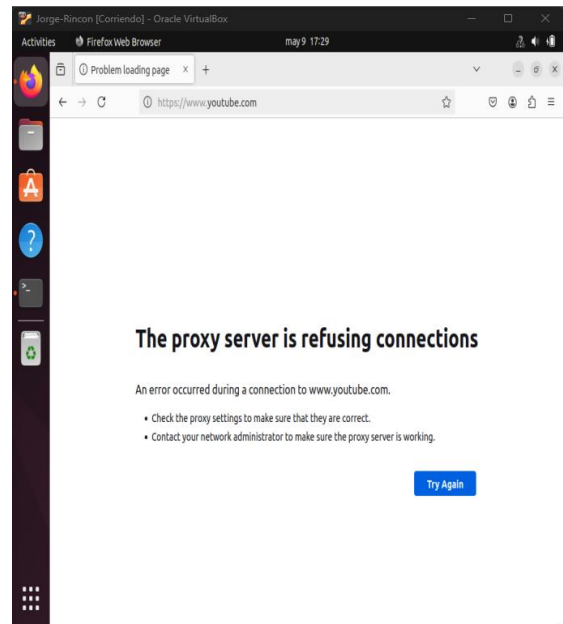 Jorge-Rincon [Corriendo] - Oracle VirtualBox
Activities Firefox Web Browser may 9 17:29
Problem loading page
https://www.youtube.com
The proxy server is refusing connections
An error occurred during a connection to www.youtube.com.
• Check the proxy settings to make sure that they are correct.
• Contact your network administrator to make sure the proxy server is working.
Try Again